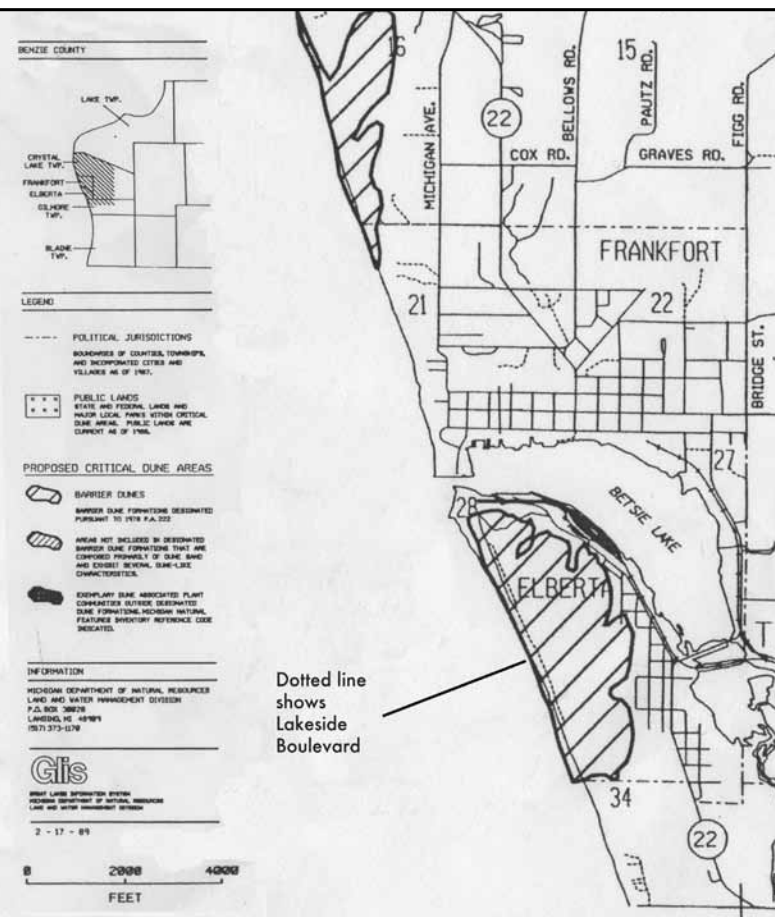 BENZIE COUNTY
LAKE TWP.
CRYSTAL
LAKE TWP.
FRANKFORT
ELBERTA
GILMORE
TWP.
BLAINE
TWP.
LEGEND
POLITICAL JURISDICTIONS
BOUNDARIES OF COUNTIES, TOWNSHIPS,
AND INCORPORATED CITIES AND
VILLAGES AS OF 1987.
PUBLIC LANDS
STATE AND FEDERAL LANDS AND
MAJOR LOCAL PARKS WITHIN CRITICAL
DUNE AREAS. PUBLIC LANDS ARE
CURRENT AS OF 1986.
PROPOSED CRITICAL DUNE AREAS
BARRIER DUNES
BARRIER DUNE FORMATIONS DESIGNATED
PURSUANT TO 1976 P.A. 222
AREAS NOT INCLUDED IN DESIGNATED
BARRIER DUNE FORMATIONS THAT ARE
COMPOSED PRIMARILY OF DUNE SAND
AND EXHIBIT SEVERAL DUNE-LIKE
CHARACTERISTICS.
EXEMPLARY DUNE ASSOCIATED PLANT
COMMUNITIES OUTSIDE DESIGNATED
DUNE FORMATIONS. MICHIGAN NATURAL
FEATURES INVENTORY REFERENCE CODE
INDICATED.
INFORMATION
MICHIGAN DEPARTMENT OF NATURAL RESOURCES
LAND AND WATER MANAGEMENT DIVISION
P.O. BOX 30028
LANSING, MI 48909
(517) 373-1170
Glis
GREAT LAKES INFORMATION SYSTEM
MICHIGAN DEPARTMENT OF NATURAL RESOURCES
LAND AND WATER MANAGEMENT DIVISION
2 - 17 - 89
0 2000 4000
FEET
16
15
22
MICHIGAN AVE.
BELLOWS RD.
PAUTZ RD.
FIGG RD.
COX RD.
GRAVES RD.
FRANKFORT
21
22
BRIDGE ST.
27
28
BETSIE LAKE
ELBERTA
T
Dotted line
shows
Lakeside
Boulevard
34
22